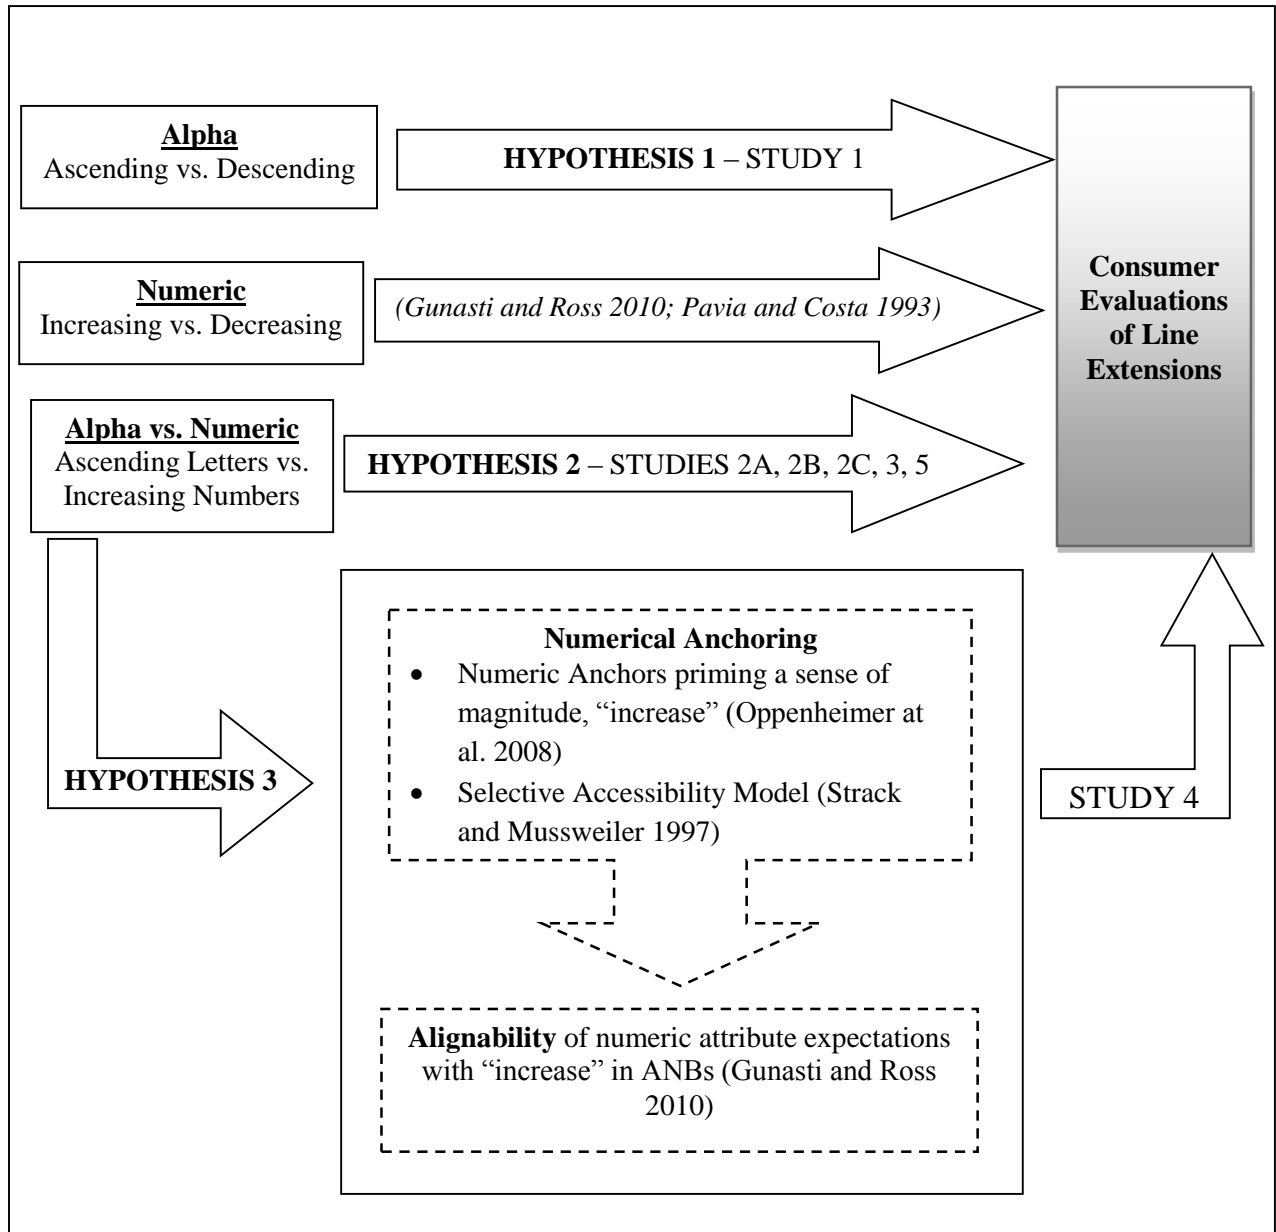 Alpha
Ascending vs. Descending
HYPOTHESIS 1 – STUDY 1
Numeric
Increasing vs. Decreasing
(Gunasti and Ross 2010; Pavia and Costa 1993)
Consumer
Evaluations
of Line
Extensions
Alpha vs. Numeric
Ascending Letters vs.
Increasing Numbers
HYPOTHESIS 2 – STUDIES 2A, 2B, 2C, 3, 5
HYPOTHESIS 3
Numerical Anchoring
• Numeric Anchors priming a sense of
magnitude, “increase” (Oppenheimer at
al. 2008)
• Selective Accessibility Model (Strack
and Mussweiler 1997)
STUDY 4
Alignability of numeric attribute expectations
with “increase” in ANBs (Gunasti and Ross
2010)